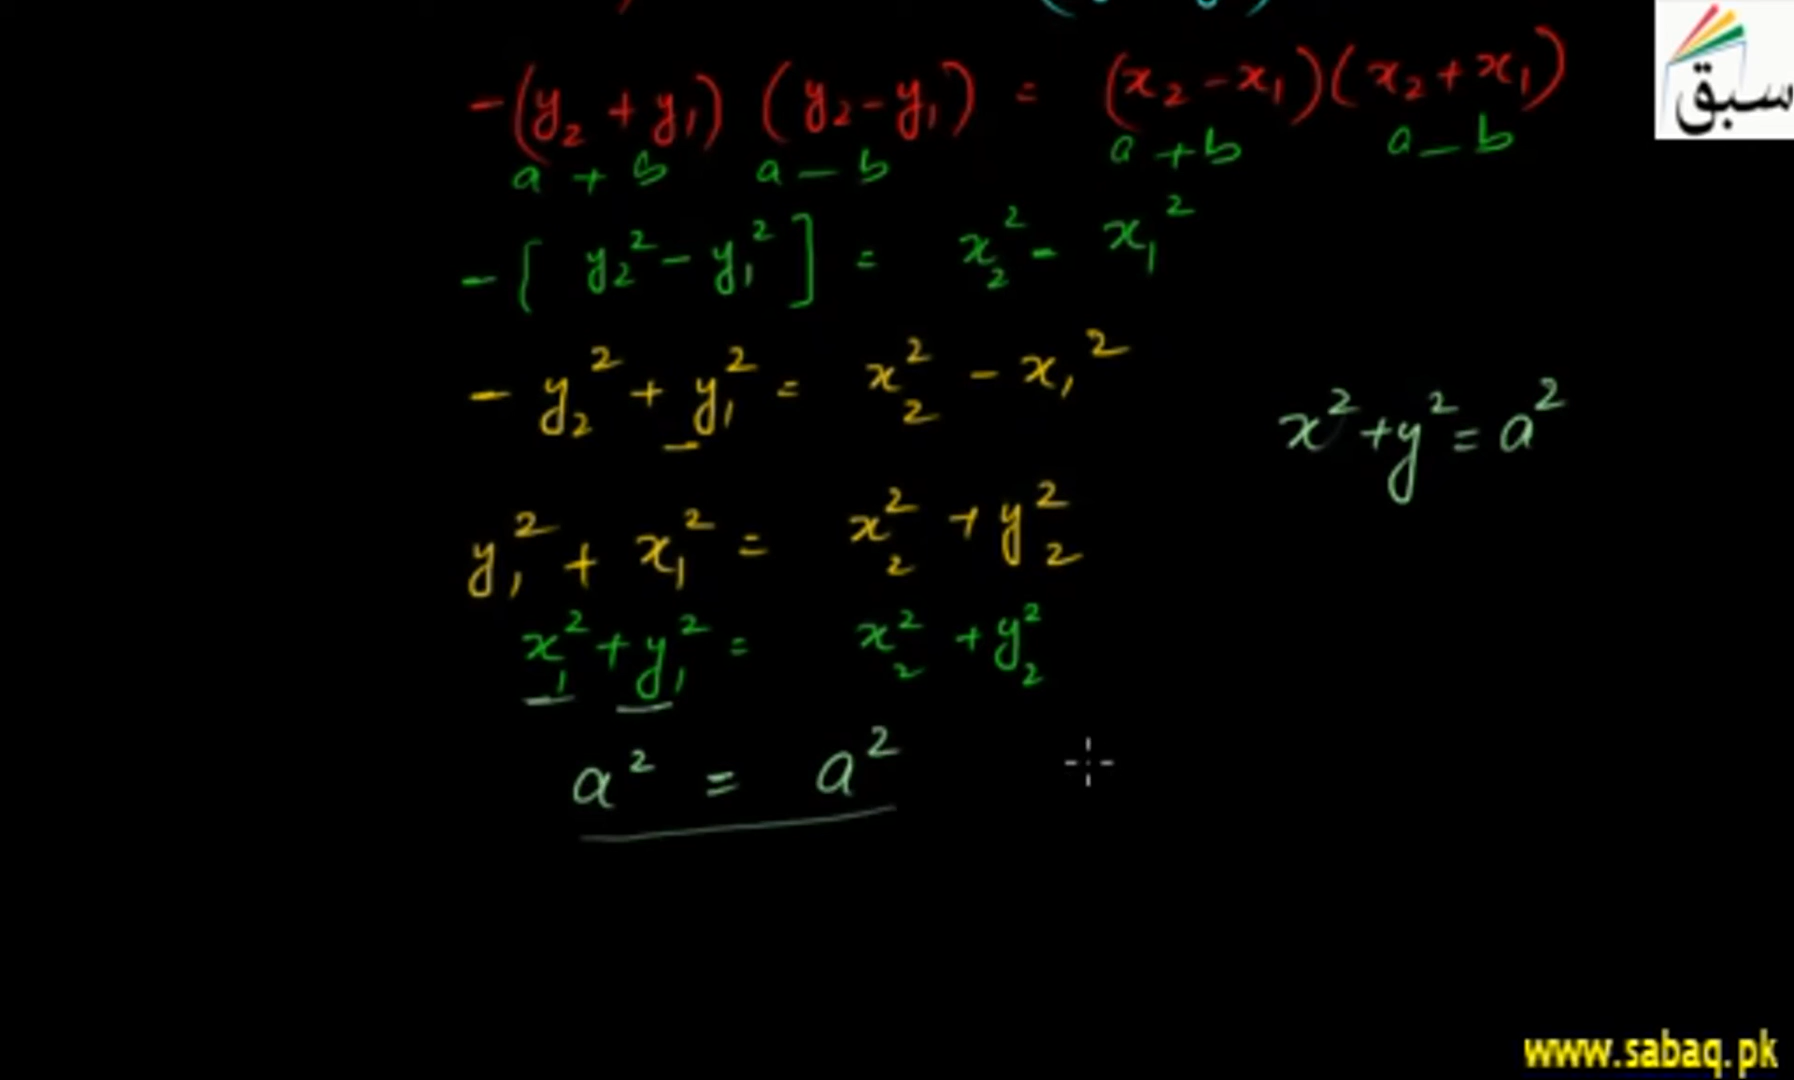 سبق
-(y₂ + y₁) (y₂ - y₁) = (x₂ - x₁)(x₂ + x₁)
a + b a - b a + b a - b
-[ y₂² - y₁² ] = x₂² - x₁²
- y₂² + y₁² = x₂² - x₁²
x² + y² = a²
y₁² + x₁² = x₂² + y₂²
x₁² + y₁² = x₂² + y₂²
a² = a²
www.sabaq.pk